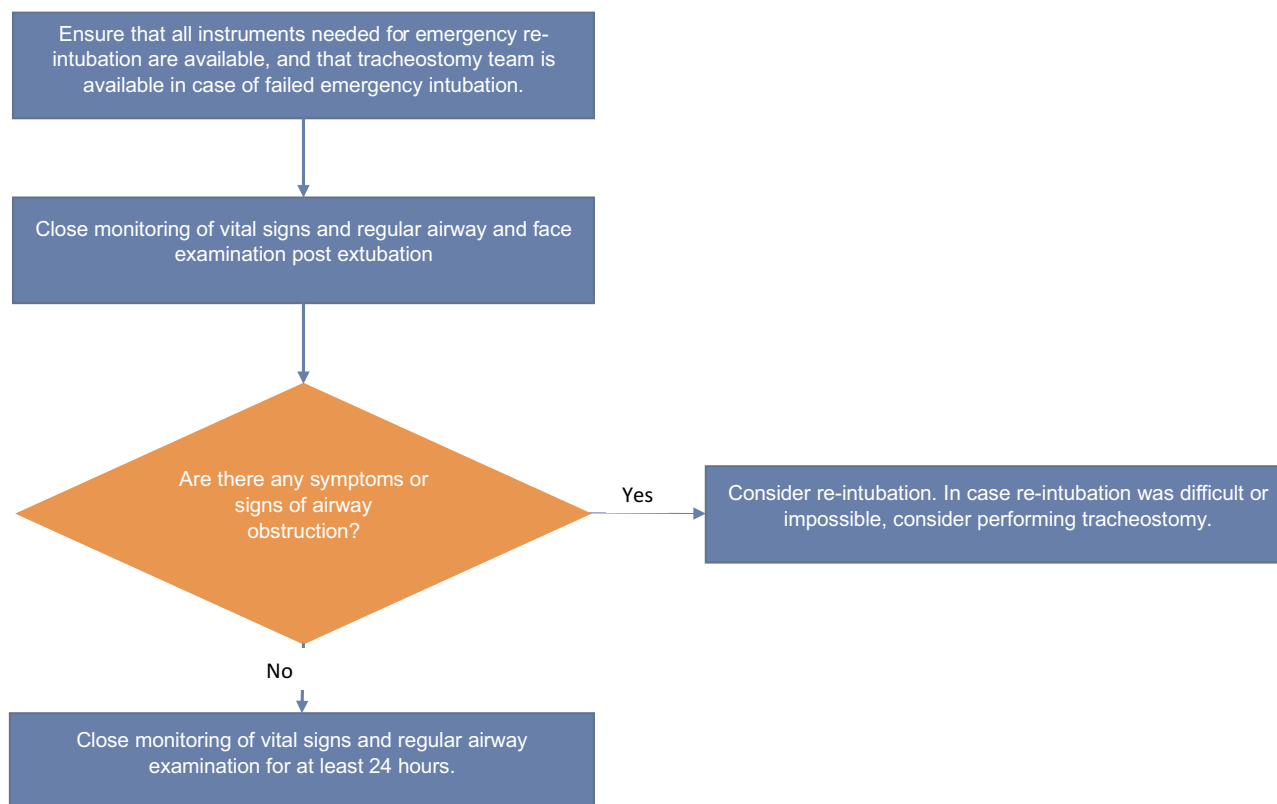 Ensure that all instruments needed for emergency re-
intubation are available, and that tracheostomy team is
available in case of failed emergency intubation.
Close monitoring of vital signs and regular airway and face
examination post extubation
Are there any symptoms or
signs of airway
obstruction?
Yes
Consider re-intubation. In case re-intubation was difficult or
impossible, consider performing tracheostomy.
No
Close monitoring of vital signs and regular airway
examination for at least 24 hours.